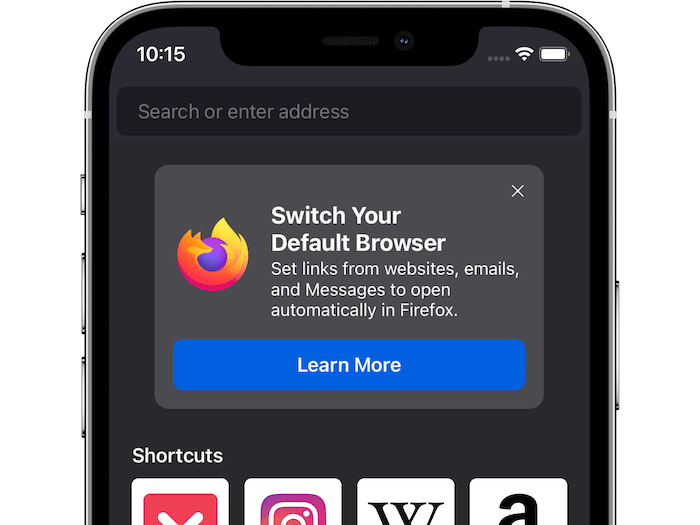 10:15
Search or enter address
Switch Your
Default Browser
Set links from websites, emails,
and Messages to open
automatically in Firefox.
Learn More
Shortcuts
W
a